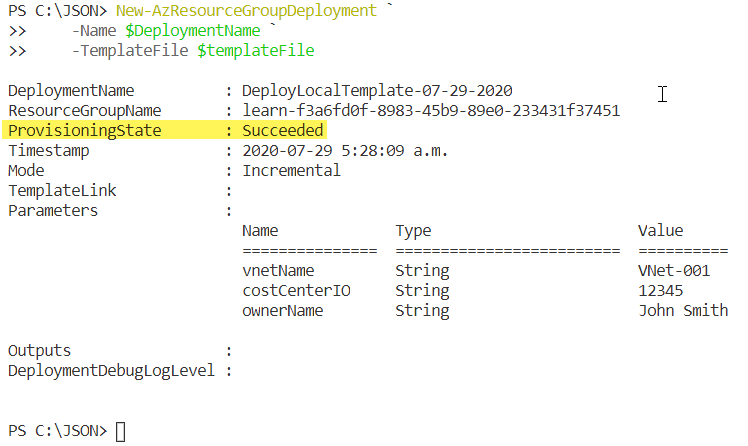 PS C:\JSON> New-AzResourceGroupDeployment `
>>     -Name $DeploymentName `
>>     -TemplateFile $templateFile

DeploymentName          : DeployLocalTemplate-07-29-2020
ResourceGroupName       : learn-f3a6fd0f-8983-45b9-89e0-233431f37451
ProvisioningState       : Succeeded
Timestamp               : 2020-07-29 5:28:09 a.m.
Mode                    : Incremental
TemplateLink            :
Parameters              :
                          Name             Type                       Value
                          ===============  =========================  ==========
                          vnetName         String                     VNet-001
                          costCenterIO     String                     12345
                          ownerName        String                     John Smith

Outputs                 :
DeploymentDebugLogLevel :

PS C:\JSON>